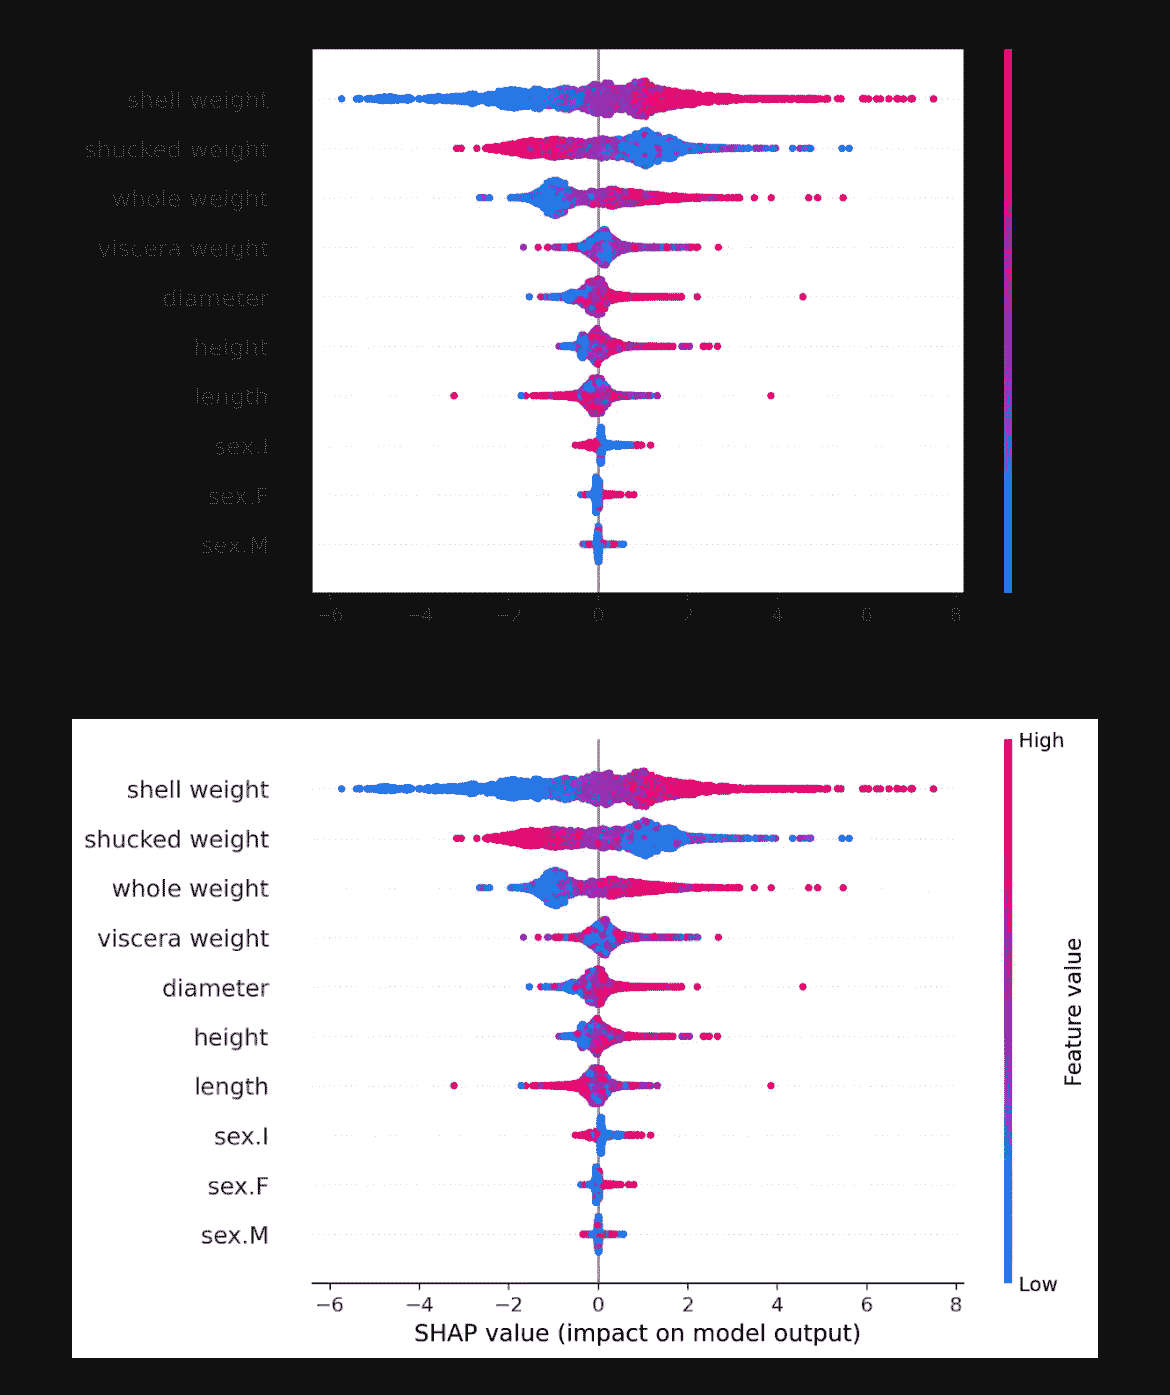 shell weight
shucked weight
whole weight
viscera weight
diameter
height
length
sex.I
sex.F
sex.M
−6 −4 −2 0 2 4 6 8
High
shell weight
shucked weight
whole weight
viscera weight
diameter
height
length
sex.I
sex.F
sex.M
Feature value
Low
−6 −4 −2 0 2 4 6 8
SHAP value (impact on model output)